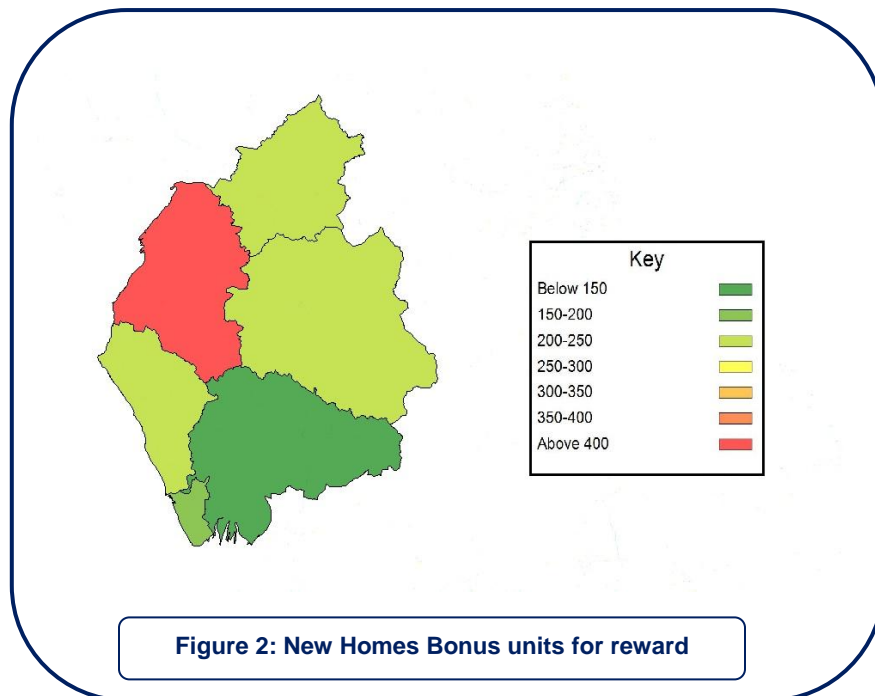 Key
Below 150
150-200
200-250
250-300
300-350
350-400
Above 400
Figure 2: New Homes Bonus units for reward